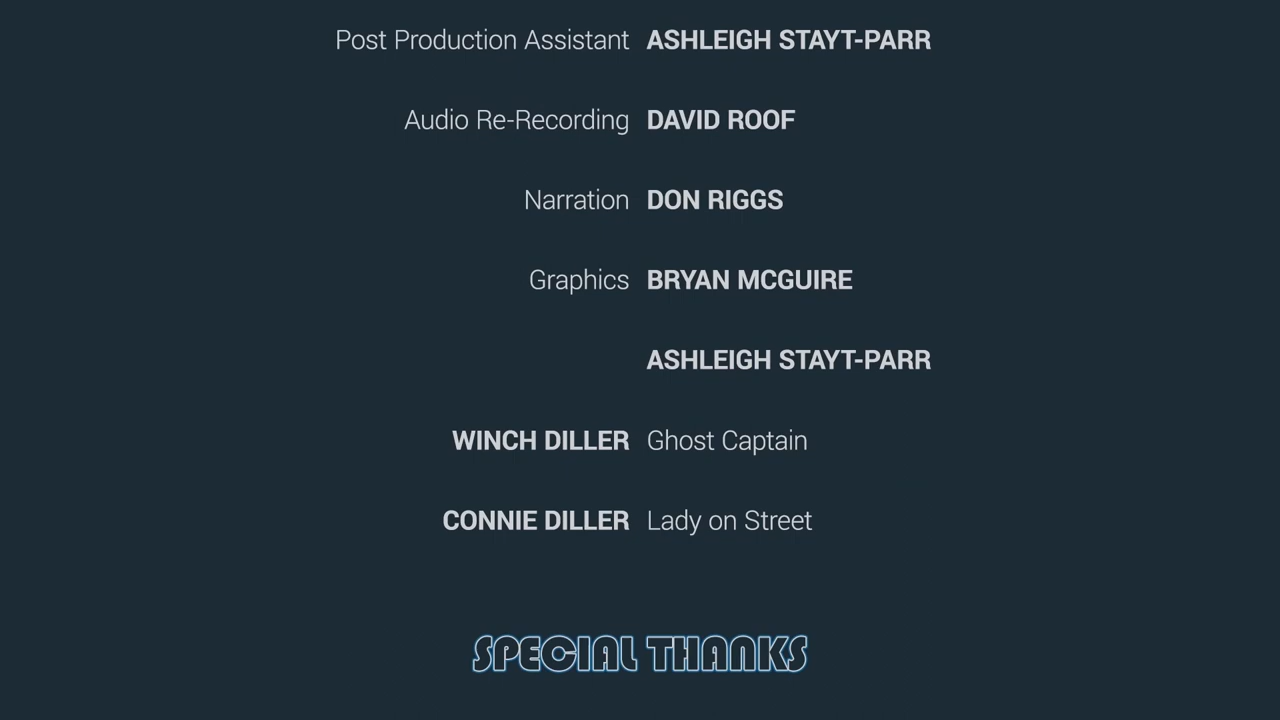 Post Production Assistant ASHLEIGH STAYT-PARR
Audio Re-Recording DAVID ROOF
Narration DON RIGGS
Graphics BRYAN MCGUIRE
ASHLEIGH STAYT-PARR
WINCH DILLER Ghost Captain
CONNIE DILLER Lady on Street
SPECIAL THANKS